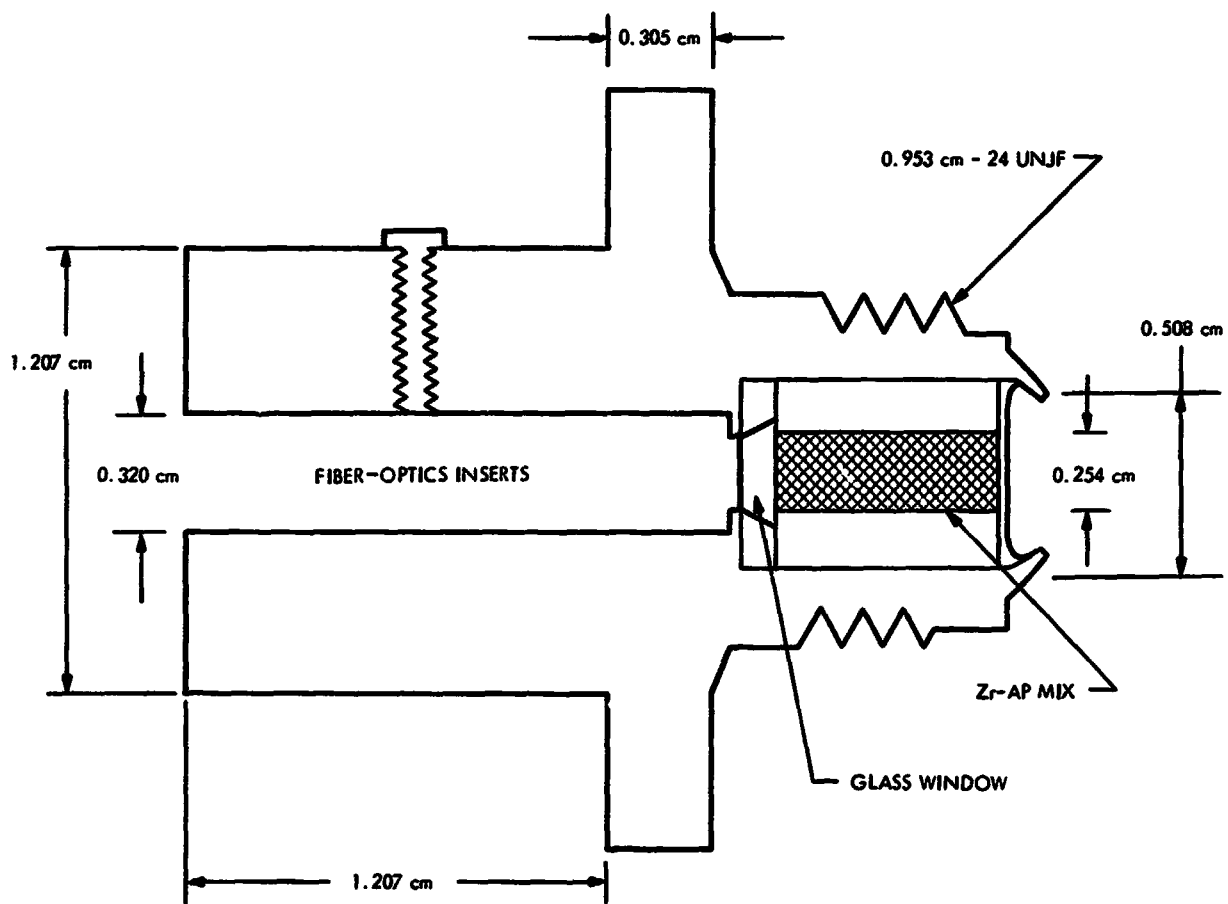 0.305 cm
0.953 cm - 24 UNJF
0.508 cm
1.207 cm
0.320 cm
FIBER-OPTICS INSERTS
0.254 cm
Zr-AP MIX
GLASS WINDOW
1.207 cm